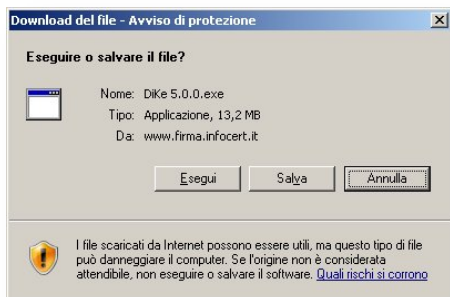 Download del file - Avviso di protezione
Eseguire o salvare il file?
Nome: DiKe 5.0.0.exe
Tipo: Applicazione, 13,2 MB
Da: www.firma.infocert.it
Esegui Salva Annulla
I file scaricati da Internet possono essere utili, ma questo tipo di file
può danneggiare il computer. Se l'origine non è considerata
attendibile, non eseguire o salvare il software. Quali rischi si corrono